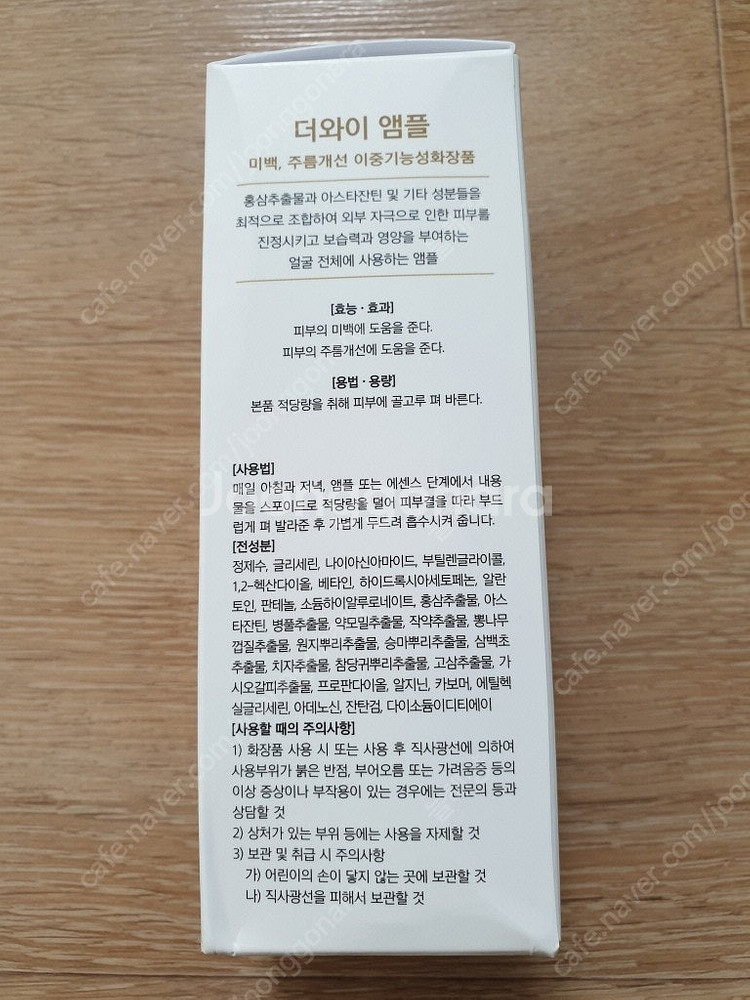 더와이 앰플
미백, 주름개선 이중기능성화장품
홍삼추출물과 아스타잔틴 및 기타 성분들을
최적으로 조합하여 외부 자극으로 인한 피부를
진정시키고 보습력과 영양을 부여하는
얼굴 전체에 사용하는 앰플
[효능·효과]
피부의 미백에 도움을 준다.
피부의 주름개선에 도움을 준다.
[용법·용량]
본품 적당량을 취해 피부에 골고루 펴 바른다.
[사용법]
매일 아침과 저녁, 앰플 또는 에센스 단계에서 내용
물을 스포이드로 적당량을 덜어 피부결을 따라 부드
럽게 펴 발라준 후 가볍게 두드려 흡수시켜 줍니다.
[전성분]
정제수, 글리세린, 나이아신아마이드, 부틸렌글라이콜,
1,2-헥산다이올, 베타인, 하이드록시아세토페논, 알란
토인, 판테놀, 소듐하이알루로네이트, 홍삼추출물, 아스
타잔틴, 병풀추출물, 약모밀추출물, 작약추출물, 뽕나무
껍질추출물, 원지뿌리추출물, 승마뿌리추출물, 삼백초
추출물, 치자추출물, 참당귀뿌리추출물, 고삼추출물, 가
시오갈피추출물, 프로판다이올, 알지닌, 카보머, 에틸헥
실글리세린, 아데노신, 잔탄검, 다이소듐이디티에이
[사용할 때의 주의사항]
1) 화장품 사용 시 또는 사용 후 직사광선에 의하여
사용부위가 붉은 반점, 부어오름 또는 가려움증 등의
이상 증상이나 부작용이 있는 경우에는 전문의 등과
상담할 것
2) 상처가 있는 부위 등에는 사용을 자제할 것
3) 보관 및 취급 시 주의사항
가) 어린이의 손이 닿지 않는 곳에 보관할 것
나) 직사광선을 피해서 보관할 것
cafe.naver.com/joonggonara